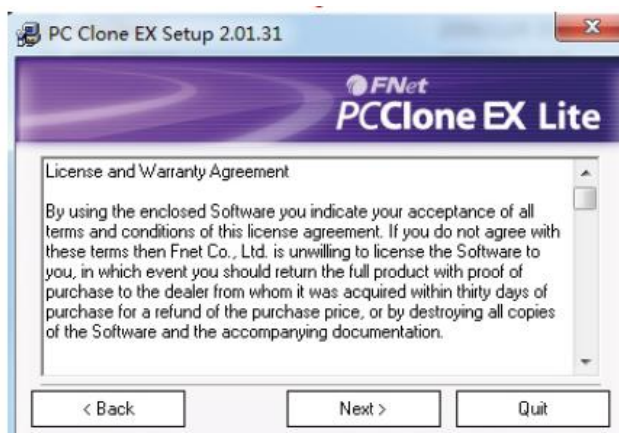 PC Clone EX Setup 2.01.31
FNet
PCClone EX Lite
License and Warranty Agreement
By using the enclosed Software you indicate your acceptance of all
terms and conditions of this license agreement. If you do not agree with
these terms then Fnet Co., Ltd. is unwilling to license the Software to
you, in which event you should return the full product with proof of
purchase to the dealer from whom it was acquired within thirty days of
purchase for a refund of the purchase price, or by destroying all copies
of the Software and the accompanying documentation.
< Back
Next >
Quit